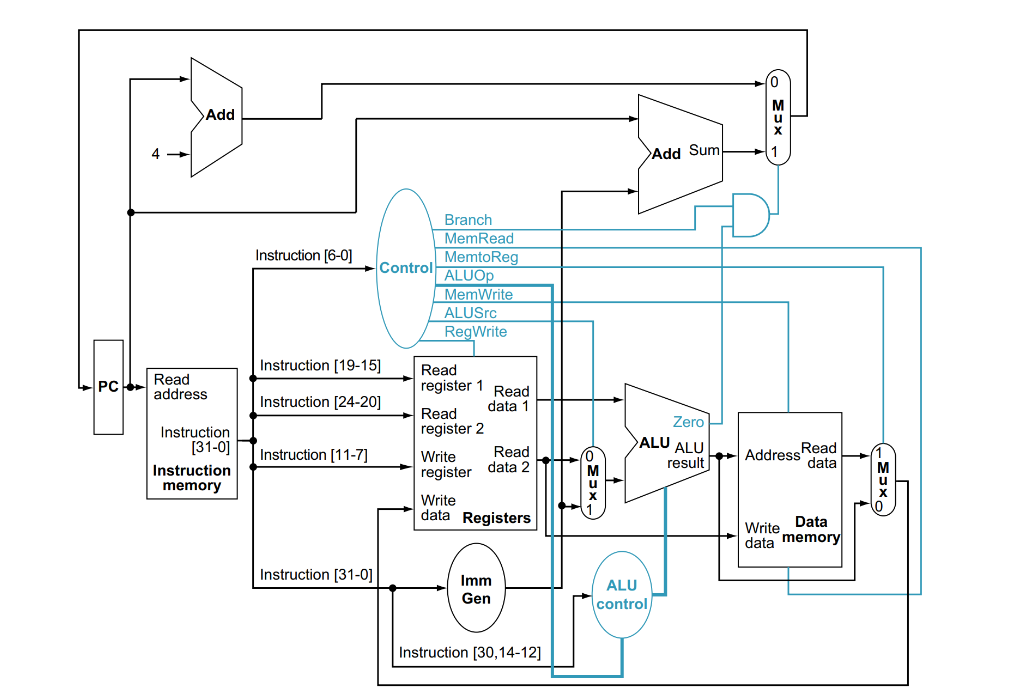 0
M
u
x
1
Add
4
Add Sum
Branch
MemRead
MemtoReg
ALUOp
MemWrite
ALUSrc
RegWrite
Instruction [6-0]
Control
PC
Read
address
Instruction
[31-0]
Instruction
memory
Instruction [19-15]
Instruction [24-20]
Instruction [11-7]
Read
register 1
Read
data 1
Read
register 2
Write
register
Read
data 2
Write
data
Registers
0
M
u
x
1
Zero
ALU
ALU
result
Address
Read
data
Write
data
Data
memory
1
M
u
x
0
Instruction [31-0]
Imm
Gen
ALU
control
Instruction [30,14-12]